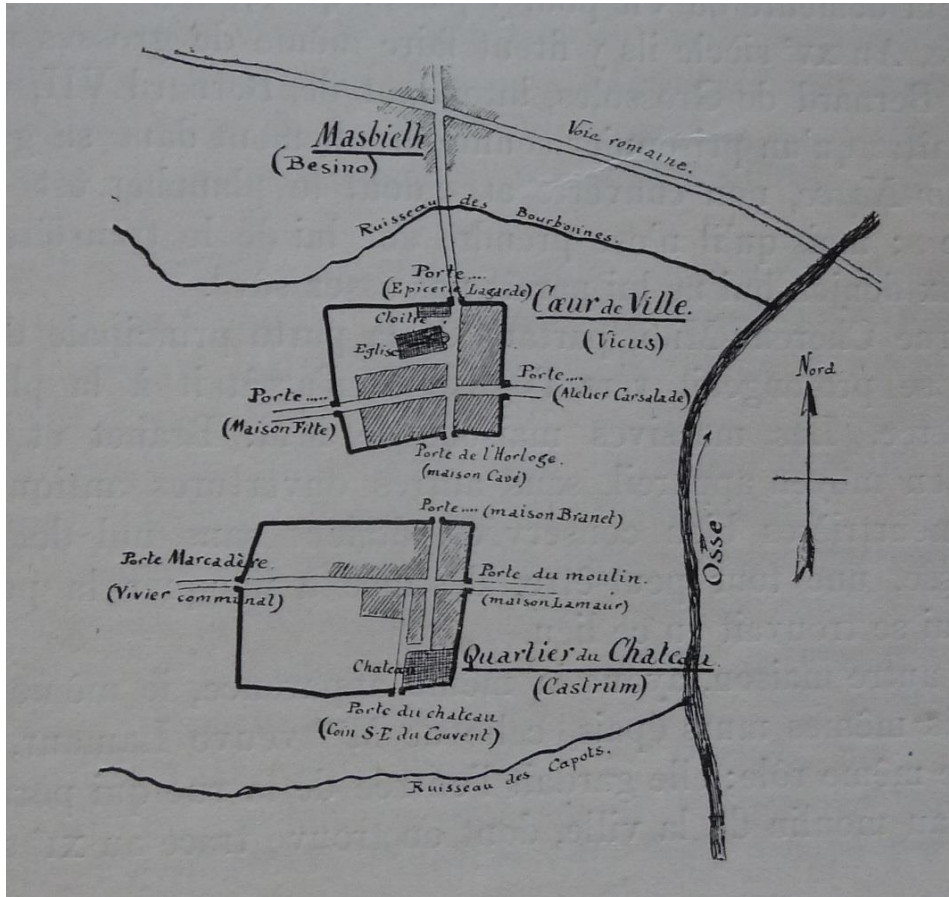 Masbielh
(Besino)
Voie romaine.
Ruisseau des Bourbonnes.
Porte....
(Epicerie Lagarde)
Cœur de Ville.
(Vicus)
Cloître
Eglise
Porte.....
(Maison Fitte)
Porte....
(Atelier Carsalade)
Nord
Porte de l'Horloge.
(maison Cavé)
Porte.... (maison Branet)
Osse
Porte Marcadère.
(Vivier communal)
Porte du moulin.
(maison Lamaur)
Chateau
Quartier du Chateau
(Castrum)
Porte du chateau
(Coin S-E du Couvent)
Ruisseau des Capots.